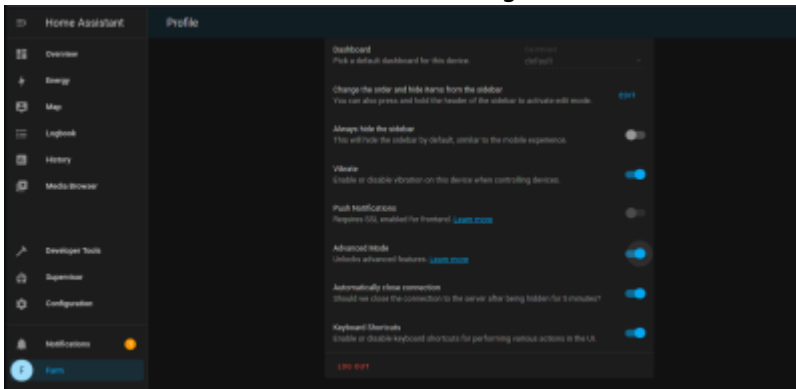 Home Assistant
Profile
Overview
Energy
Map
Logbook
History
Media Browser
Developer Tools
Supervisor
Configuration
Notifications
F
Farm
Dashboard
Pick a default dashboard for this device.
Dashboard
default
Change the order and hide items from the sidebar
You can also press and hold the header of the sidebar to activate edit mode.
EDIT
Always hide the sidebar
This will hide the sidebar by default, similar to the mobile experience.
Vibrate
Enable or disable vibration on this device when controlling devices.
Push Notifications
Requires SSL enabled for frontend. Learn more
Advanced Mode
Unlocks advanced features. Learn more
Automatically close connection
Should we close the connection to the server after being hidden for 5 minutes?
Keyboard Shortcuts
Enable or disable keyboard shortcuts for performing various actions in the UI.
LOG OUT